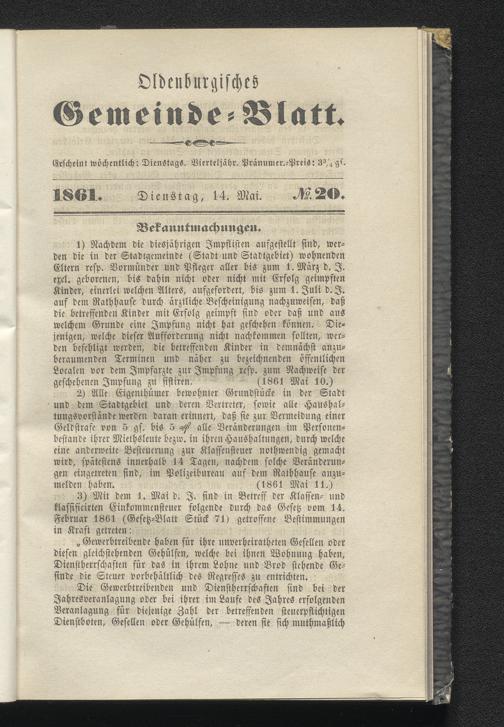 Oldenburgisches
Gemeinde-Blatt.
Erscheint wöchentlich: Dienstags. Vierteljähr. Pränumer.-Preis: 3¾ gſ.
1861. Dienstag, 14. Mai. №. 20.
Bekanntmachungen.
1) Nachdem die diesjährigen Impflisten aufgestellt sind, wer-
den die in der Stadtgemeinde (Stadt und Stadtgebiet) wohnenden
Eltern resp. Vormünder und Pfleger aller bis zum 1. März d. J.
excl. geborenen, bis dahin nicht oder nicht mit Erfolg geimpften
Kinder, einerlei welchen Alters, aufgefordert, bis zum 1. Juli d. J.
auf dem Rathhause durch ärztliche Bescheinigung nachzuweisen, daß
die betreffenden Kinder mit Erfolg geimpft sind oder daß und aus
welchem Grunde eine Impfung nicht hat geschehen können. Die-
jenigen, welche dieser Aufforderung nicht nachkommen sollten, wer-
den befehligt werden, die betreffenden Kinder in demnächst anzu-
beraumenden Terminen und näher zu bezeichnenden öffentlichen
Localen vor dem Impfarzte zur Impfung resp. zum Nachweise der
geschehenen Impfung zu sistiren. (1861 Mai 10.)
2) Alle Eigenthümer bewohnter Grundstücke in der Stadt
und dem Stadtgebiet und deren Vertreter, sowie alle Haushal-
tungsvorstände werden daran erinnert, daß sie zur Vermeidung einer
Geldstrafe von 5 gs. bis 5 ₰ alle Veränderungen im Personen-
bestande ihrer Miethsleute bezw. in ihren Haushaltungen, durch welche
eine anderweite Besteuerung zur Klassensteuer nothwendig gemacht
wird, spätestens innerhalb 14 Tagen, nachdem solche Veränderun-
gen eingetreten sind, im Polizeibureau auf dem Rathhause anzu-
melden haben. (1861 Mai 11.)
3) Mit dem 1. Mai d. J. sind in Betreff der Klassen- und
klassificirten Einkommensteuer folgende durch das Gesetz vom 14.
Februar 1861 (Gesetz-Blatt Stück 71) getroffene Bestimmungen
in Kraft getreten:
„Gewerbtreibende haben für ihre unverheiratheten Gesellen oder
diesen gleichstehenden Gehülfen, welche bei ihnen Wohnung haben,
Dienstherrschaften für das in ihrem Lohne und Brod stehende Ge-
sinde die Steuer vorbehältlich des Regresses zu entrichten.
Die Gewerbtreibenden und Dienstherrschaften sind bei der
Jahresveranlagung oder bei ihrer im Laufe des Jahres erfolgenden
Veranlagung für diejenige Zahl der betreffenden steuerpflichtigen
Dienstboten, Gesellen oder Gehülfen, — deren sie sich muthmaßlich